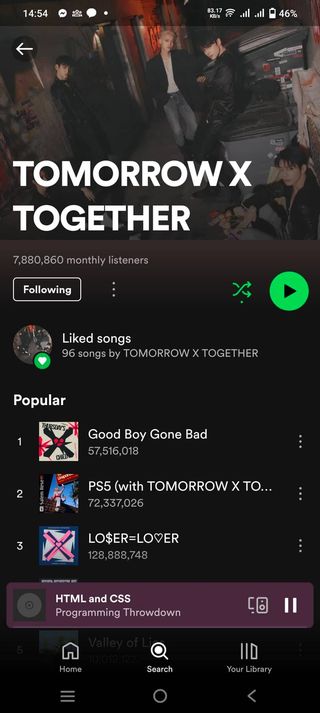 14:54
83.17
KB/s
46%
TOMORROW X
TOGETHER
7,880,860 monthly listeners
Following
Liked songs
96 songs by TOMORROW X TOGETHER
Popular
1
Good Boy Gone Bad
57,516,018
2
PS5 (with TOMORROW X TO...
72,337,026
3
LO$ER=LO♡ER
128,888,748
HTML and CSS
Programming Throwdown
5
Valley of Li
Home
Search
Your Library